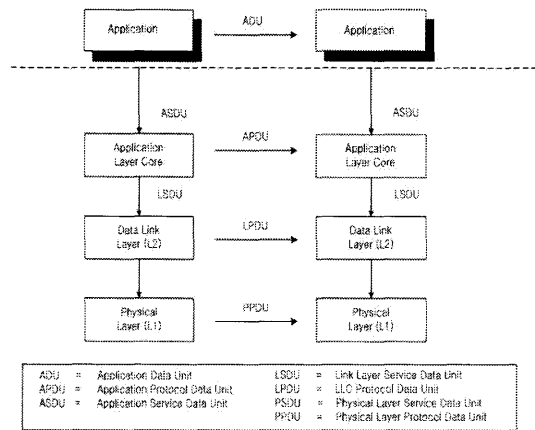 ADU
Application
Application
ASDU
ASDU
APDU
Application
Layer Core
Application
Layer Core
LSDU
LSDU
LPDU
Data Link
Layer (L2)
Data Link
Layer (L2)
PPDU
Physical
Layer (L1)
Physical
Layer (L1)
ADU = Application Data Unit
APDU = Application Protocol Data Unit
ASDU = Application Service Data Unit
LSDU = Link Layer Service Data Unit
LPDU = LLC Protocol Data Unit
PSDU = Physical Layer Service Data Unit
PPDU = Physical Layer Protocol Data Unit